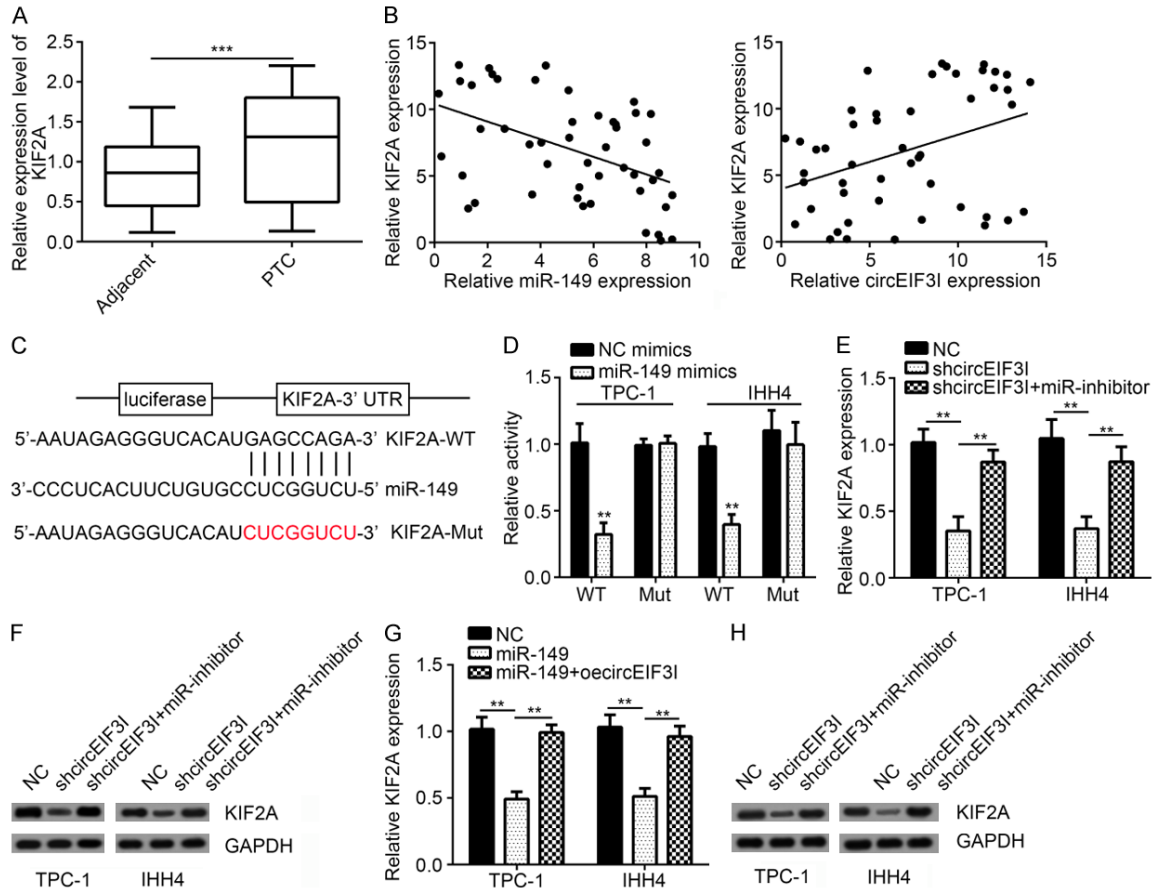 A
Relative expression level of
KIF2A
2.5
2.0
1.5
1.0
0.5
0.0
***
Adjacent
PTC
B
Relative KIF2A expression
15
10
5
0
0 2 4 6 8 10
Relative miR-149 expression
Relative KIF2A expression
15
10
5
0
0 5 10 15
Relative circEIF3I expression
C
luciferase
KIF2A-3' UTR
5'-AAUAGAGGGUCACAUGAGCCAGA-3' KIF2A-WT
3'-CCCUCACUUCUGUGCCUCGGUCU-5' miR-149
5'-AAUAGAGGGUCACAUCUCGGUCU-3' KIF2A-Mut
D
NC mimics
miR-149 mimics
TPC-1 IHH4
Relative activity
1.5
1.0
0.5
0.0
** **
WT Mut WT Mut
E
NC
shcircEIF3I
shcircEIF3I+miR-inhibitor
Relative KIF2A expression
1.5
1.0
0.5
0.0
** ** ** **
TPC-1 IHH4
F
NC
shcircEIF3I
shcircEIF3I+miR-inhibitor
NC
shcircEIF3I
shcircEIF3I+miR-inhibitor
KIF2A
GAPDH
TPC-1 IHH4
G
NC
miR-149
miR-149+oecircEIF3I
Relative KIF2A expression
1.5
1.0
0.5
0.0
** ** ** **
TPC-1 IHH4
H
NC
shcircEIF3I
shcircEIF3I+miR-inhibitor
NC
shcircEIF3I
shcircEIF3I+miR-inhibitor
KIF2A
GAPDH
TPC-1 IHH4